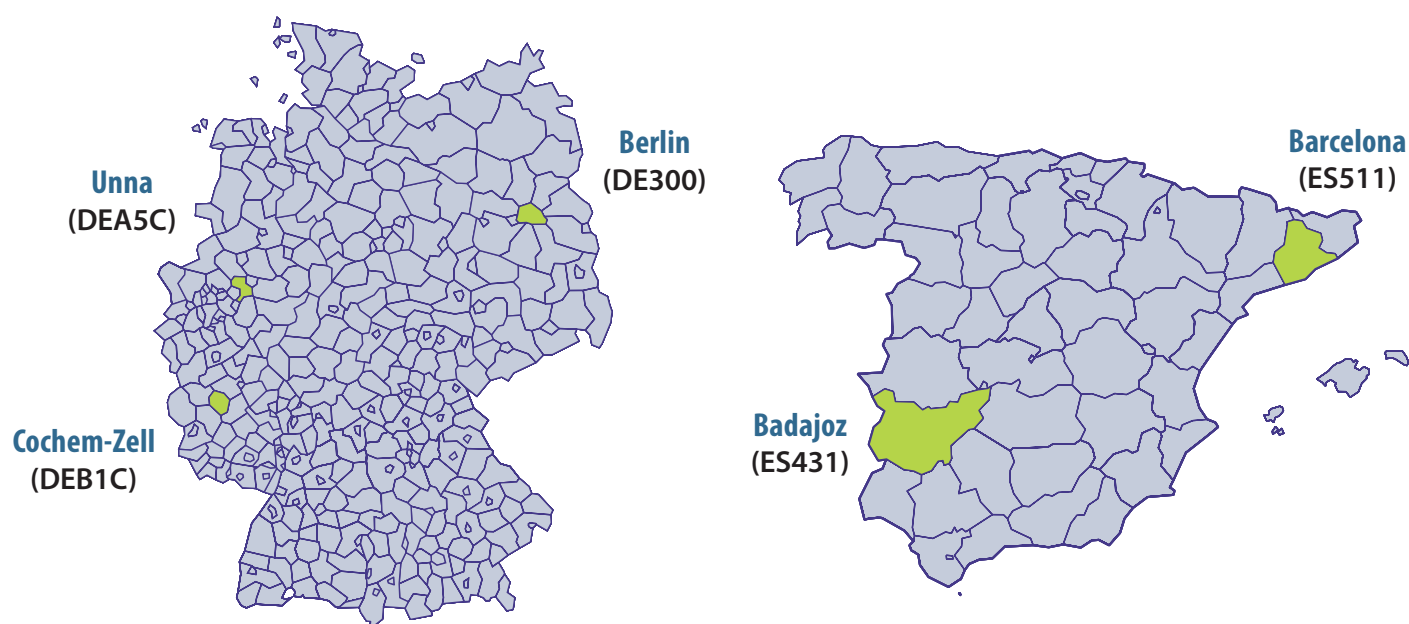 Berlin
(DE300)
Unna
(DEA5C)
Cochem-Zell
(DEB1C)
Barcelona
(ES511)
Badajoz
(ES431)